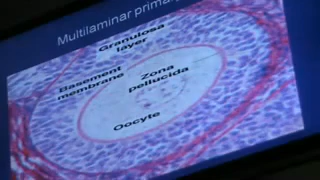 Multilaminar primar
Granulosa
layer
Basement
membrane
Zona
pellucida
Oocyte